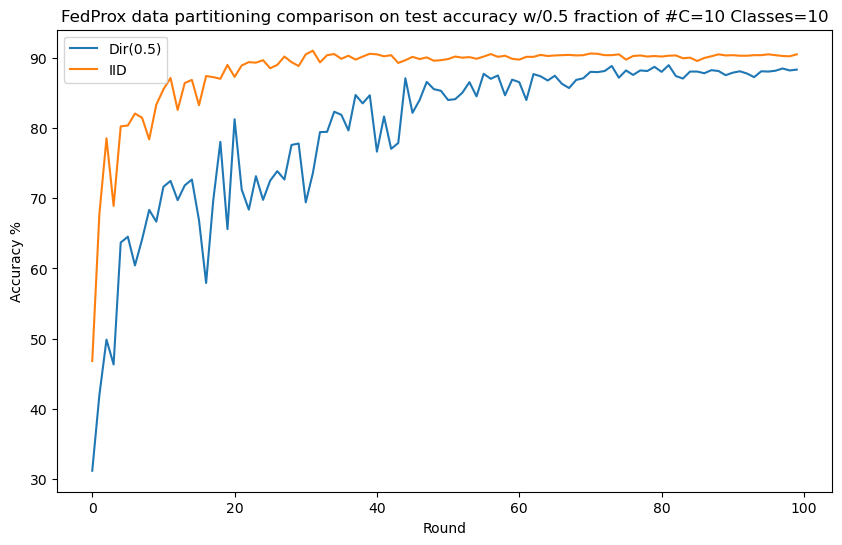 FedProx data partitioning comparison on test accuracy w/0.5 fraction of #C=10 Classes=10
Dir(0.5)
IID
Accuracy %
90
80
70
60
50
40
30
0 20 40 60 80 100
Round